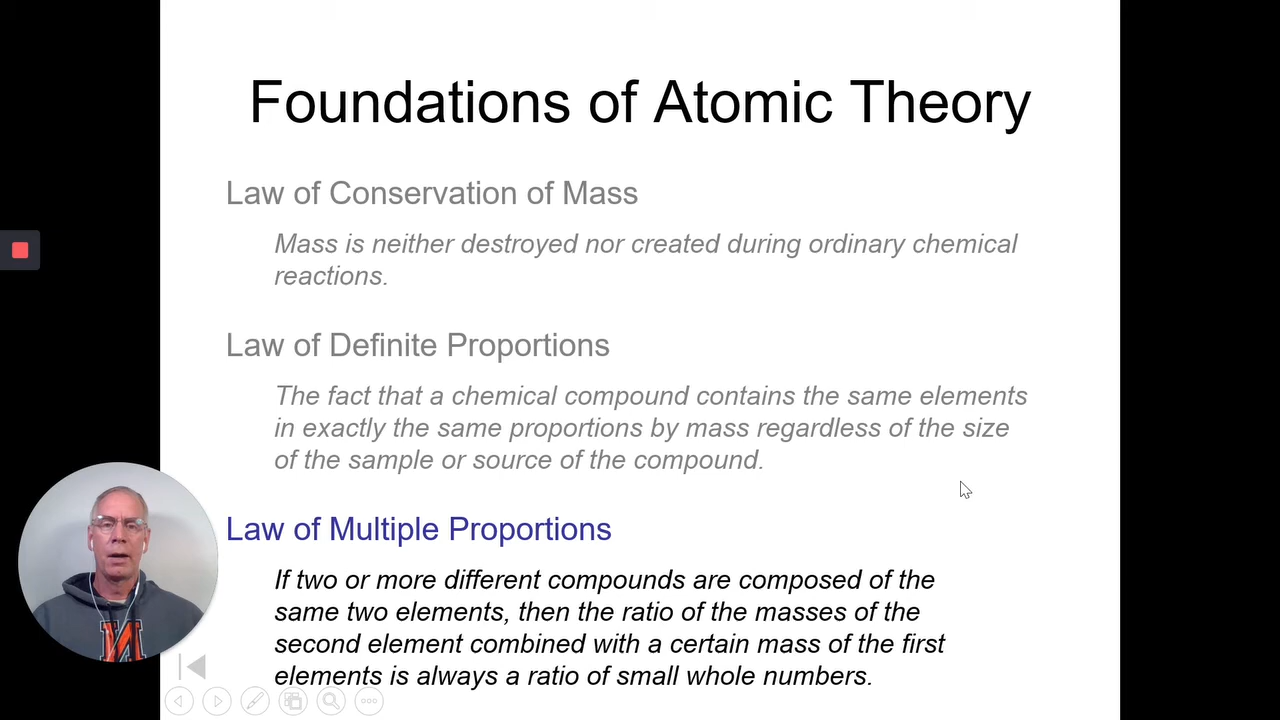 Foundations of Atomic Theory
Law of Conservation of Mass
Mass is neither destroyed nor created during ordinary chemical
reactions.
Law of Definite Proportions
The fact that a chemical compound contains the same elements
in exactly the same proportions by mass regardless of the size
of the sample or source of the compound.
Law of Multiple Proportions
If two or more different compounds are composed of the
same two elements, then the ratio of the masses of the
second element combined with a certain mass of the first
elements is always a ratio of small whole numbers.
N